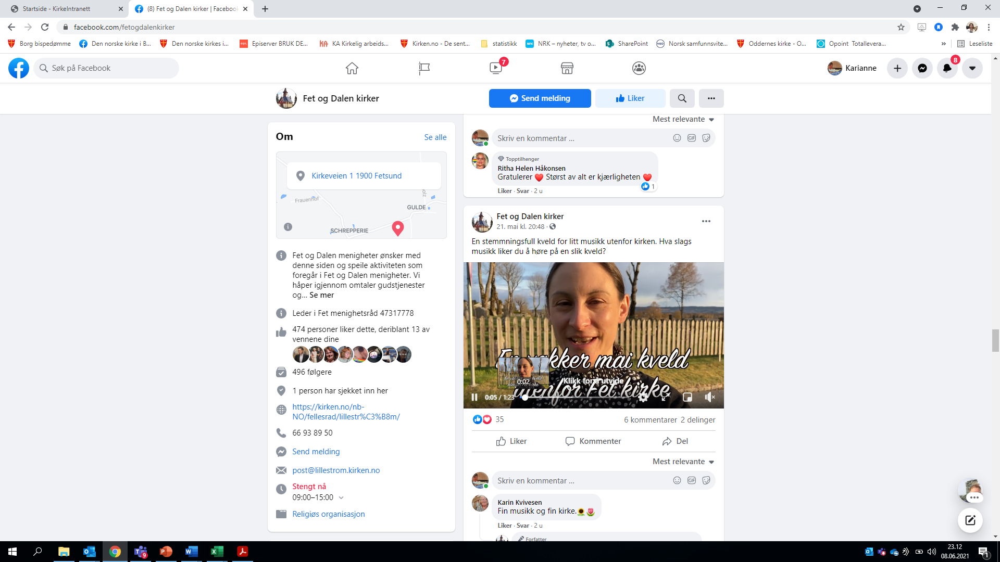 Startside - KirkeIntranett
(8) Fet og Dalen kirker | Facebook
facebook.com/fetogdalenkirker
Borg bispedømme
Den norske kirke i B...
Den norske kirkes i...
Episerver BRUK DE...
KA Kirkelig arbeids...
Kirken.no - De sent...
statistikk
NRK – nyheter, tv o...
SharePoint
Norsk samfunnsvite...
Oddernes kirke - O...
Opoint Totallevera...
»
Leseliste
Søk på Facebook
7
Karianne
8
Fet og Dalen kirker
Send melding
Liker
Om
Se alle
Kirkeveien 1 1900 Fetsund
Frauenhof
GULDE
SCHREPPERIE
Fet og Dalen menigheter ønsker med
denne siden og speile aktiviteten som
foregår i Fet og Dalen menigheter. Vi
håper igjennom omtaler gudstjenester
og... Se mer
Leder i Fet menighetsråd 47317778
474 personer liker dette, deriblant 13 av
vennene dine
496 følgere
1 person har sjekket inn her
https://kirken.no/nb-
NO/fellesrad/lillestr%C3%B8m/
66 93 89 50
Send melding
post@lillestrom.kirken.no
Stengt nå
09:00–15:00
Religiøs organisasjon
Mest relevante
Skriv en kommentar ...
GIF
Topptilhenger
Ritha Helen Håkonsen
Gratulerer ❤️ Størst av alt er kjærligheten ❤️
1
Liker · Svar · 2 u
Fet og Dalen kirker
21. mai kl. 20:48 ·
En stemmningsfull kveld for litt musikk utenfor kirken. Hva slags
musikk liker du å høre på en slik kveld?
En vakker mai kveld
utenfor Fet kirke
0:02
Klikk for å utvide
0:05 / 1:23
35
6 kommentarer 2 delinger
Liker
Kommenter
Del
Mest relevante
Skriv en kommentar ...
GIF
Karin Kvivesen
Fin musikk og fin kirke.🌻🌷
Liker · Svar · 2 u
Forfatter
9
23.12
08.06.2021
1